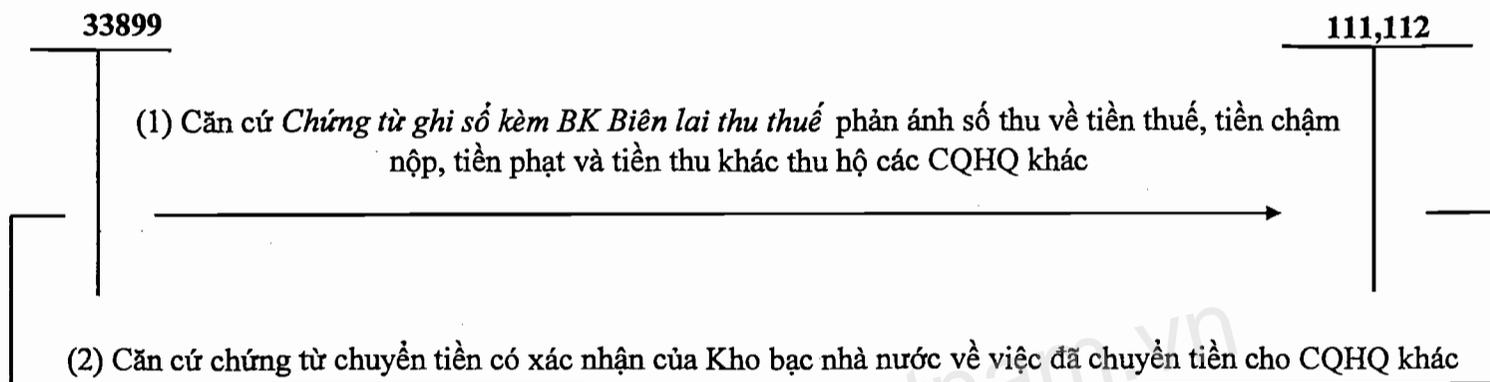 33899
111,112
(1) Căn cứ Chứng từ ghi sổ kèm BK Biên lai thu thuế phản ánh số thu về tiền thuế, tiền chậm
nộp, tiền phạt và tiền thu khác thu hộ các CQHQ khác
(2) Căn cứ chứng từ chuyển tiền có xác nhận của Kho bạc nhà nước về việc đã chuyển tiền cho CQHQ khác